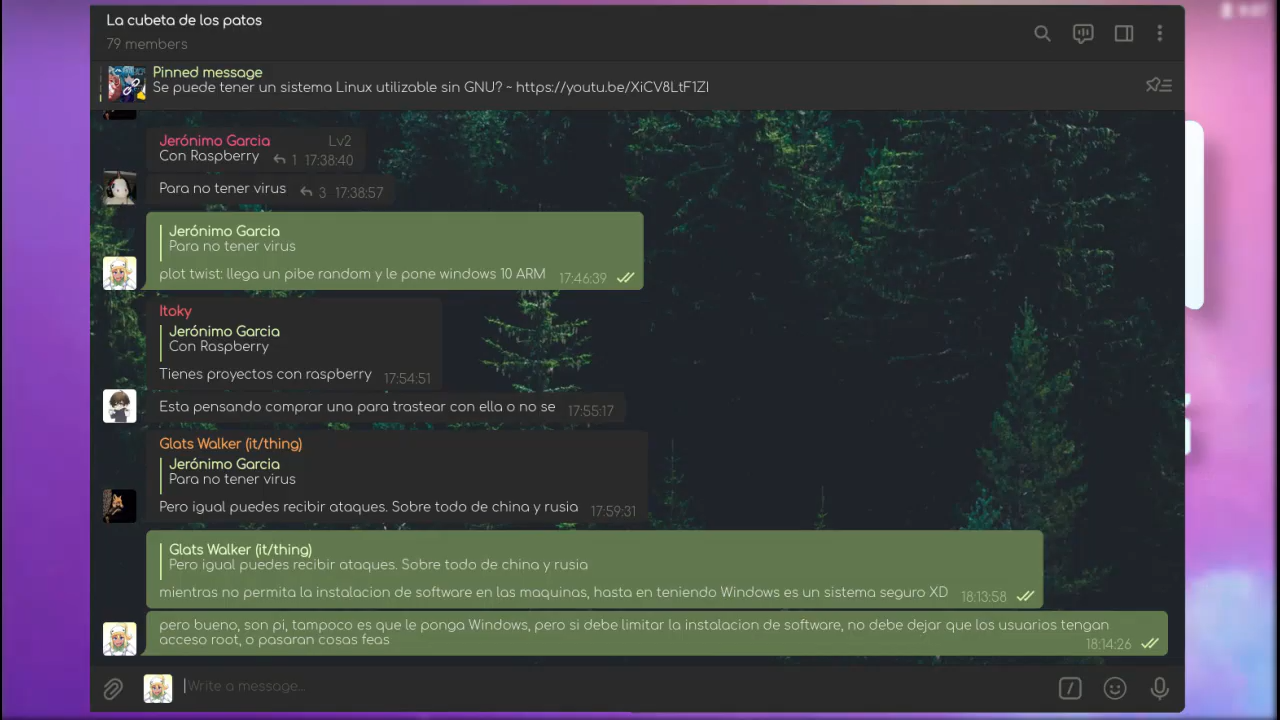 La cubeta de los patos
79 members
Pinned message
Se puede tener un sistema Linux utilizable sin GNU? ~ https://youtu.be/XiCV8LtF1ZI
Jerónimo Garcia Lv2
Con Raspberry 1 17:38:40
Para no tener virus 3 17:38:57
Jerónimo Garcia
Para no tener virus
plot twist: llega un pibe random y le pone windows 10 ARM 17:46:39
Itoky
Jerónimo Garcia
Con Raspberry
Tienes proyectos con raspberry 17:54:51
Esta pensando comprar una para trastear con ella o no se 17:55:17
Glats Walker (it/thing)
Jerónimo Garcia
Para no tener virus
Pero igual puedes recibir ataques. Sobre todo de china y rusia 17:59:31
Glats Walker (it/thing)
Pero igual puedes recibir ataques. Sobre todo de china y rusia
mientras no permita la instalacion de software en las maquinas, hasta en teniendo Windows es un sistema seguro XD 18:13:58
pero bueno, son pi, tampoco es que le ponga Windows, pero si debe limitar la instalacion de software, no debe dejar que los usuarios tengan
acceso root, o pasaran cosas feas 18:14:26
Write a message...